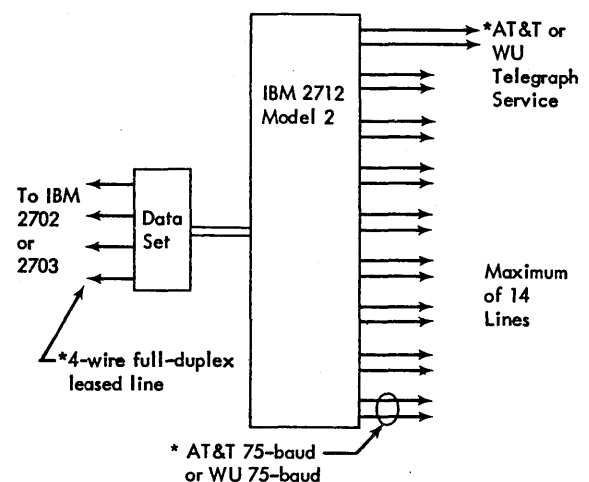 *AT&T or
WU
Telegraph
Service
IBM 2712
Model 2
To IBM
2702
or
2703
Data
Set
Maximum
of 14
Lines
*4-wire full-duplex
leased line
* AT&T 75-baud
or WU 75-baud